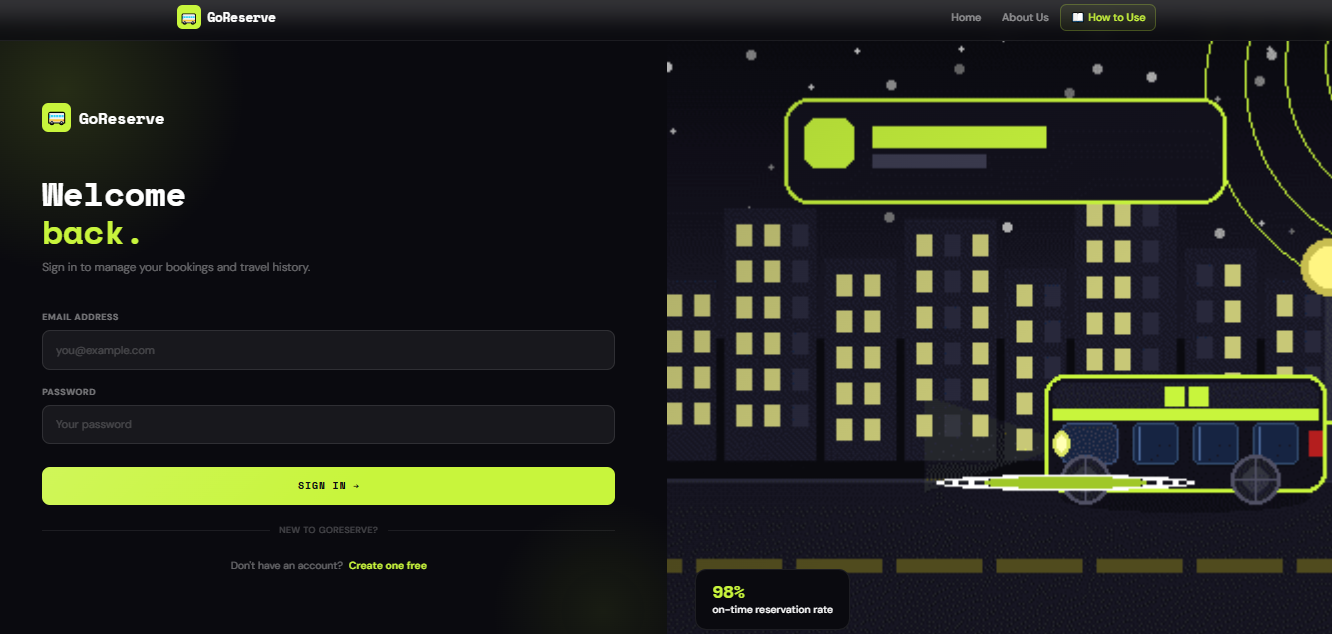 GoReserve
Home
About Us
How to Use
GoReserve
Welcome
back.
Sign in to manage your bookings and travel history.
EMAIL ADDRESS
you@example.com
PASSWORD
Your password
SIGN IN →
NEW TO GORESERVE?
Don't have an account? Create one free
98%
on-time reservation rate